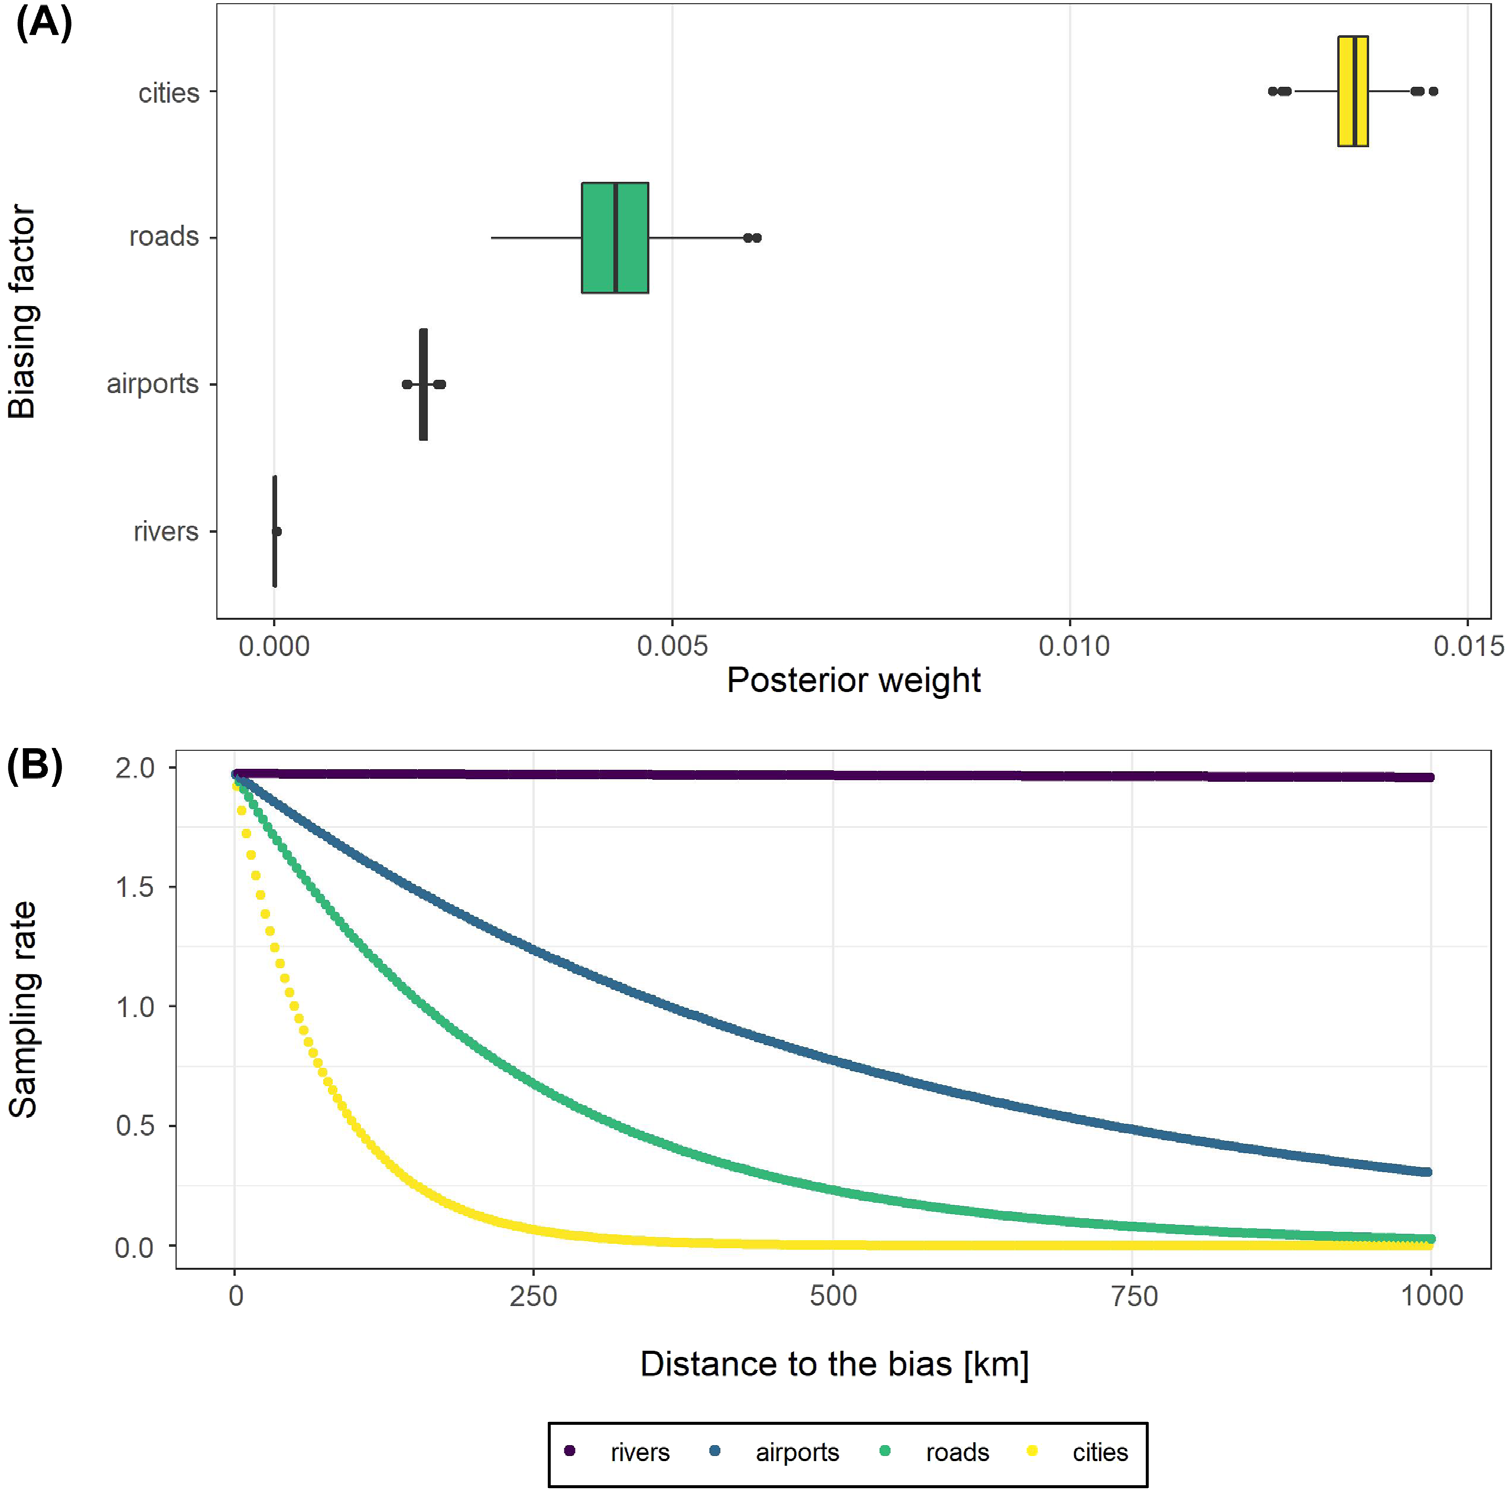 (A)
cities
roads
airports
rivers
Biasing factor
0.000 0.005 0.010 0.015
Posterior weight
(B)
2.0
1.5
1.0
0.5
0.0
Sampling rate
0 250 500 750 1000
Distance to the bias [km]
rivers airports roads cities